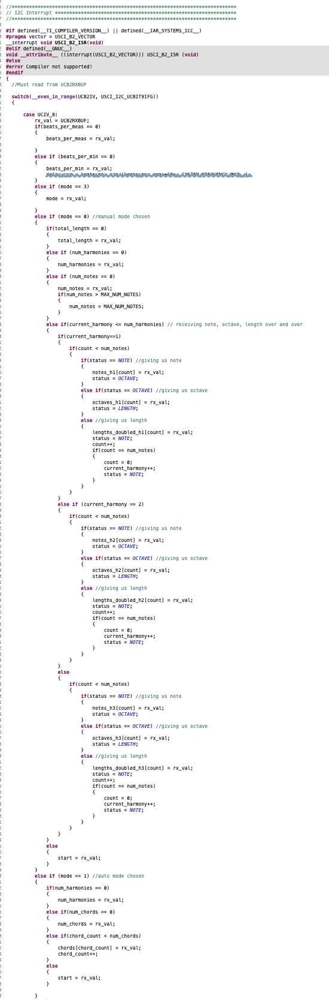 //******************************************************************************
// I2C Interrupt ***************************************************************
//******************************************************************************
#if defined(__TI_COMPILER_VERSION__) || defined(__IAR_SYSTEMS_ICC__)
#pragma vector = USCI_B2_VECTOR
__interrupt void USCI_B2_ISR(void)
#elif defined(__GNUC__)
void __attribute__ ((interrupt(USCI_B2_VECTOR))) USCI_B2_ISR (void)
#else
#error Compiler not supported!
#endif
{
//Must read from UCB2RXBUF
switch(__even_in_range(UCB2IV, USCI_I2C_UCBIT9IFG))
{
case UCIV_8:
rx_val = UCB2RXBUF;
if(beats_per_meas == 0)
{
beats_per_meas = rx_val;
}
else if (beats_per_min == 0)
{
beats_per_min = rx_val;
}
else if (mode == 3)
{
mode = rx_val;
}
else if (mode == 0) //manual mode chosen
{
if(total_length == 0)
{
total_length = rx_val;
}
else if (num_harmonies == 0)
{
num_harmonies = rx_val;
}
else if (num_notes == 0)
{
num_notes = rx_val;
if(num_notes > MAX_NUM_NOTES)
{
num_notes = MAX_NUM_NOTES;
}
}
else if(current_harmony <= num_harmonies) // receiving note, octave, length over and over
{
if(current_harmony==1)
{
if(count < num_notes)
{
if(status == NOTE) //giving us note
{
notes_h1[count] = rx_val;
status = OCTAVE;
}
else if(status == OCTAVE) //giving us octave
{
octaves_h1[count] = rx_val;
status = LENGTH;
}
else //giving us length
{
lengths_doubled_h1[count] = rx_val;
status = NOTE;
count++;
if(count == num_notes)
{
count = 0;
current_harmony++;
status = NOTE;
}
}
}
}
else if (current_harmony == 2)
{
if(count < num_notes)
{
if(status == NOTE) //giving us note
{
notes_h2[count] = rx_val;
status = OCTAVE;
}
else if(status == OCTAVE) //giving us octave
{
octaves_h2[count] = rx_val;
status = LENGTH;
}
else //giving us length
{
lengths_doubled_h2[count] = rx_val;
status = NOTE;
count++;
if(count == num_notes)
{
count = 0;
current_harmony++;
status = NOTE;
}
}
}
}
else
{
if(count < num_notes)
{
if(status == NOTE) //giving us note
{
notes_h3[count] = rx_val;
status = OCTAVE;
}
else if(status == OCTAVE) //giving us octave
{
octaves_h3[count] = rx_val;
status = LENGTH;
}
else //giving us length
{
lengths_doubled_h3[count] = rx_val;
status = NOTE;
count++;
if(count == num_notes)
{
count = 0;
current_harmony++;
status = NOTE;
}
}
}
}
}
else
{
start = rx_val;
}
}
else if (mode == 1) //auto mode chosen
{
if(num_harmonies == 0)
{
num_harmonies = rx_val;
}
else if(num_chords == 0)
{
num_chords = rx_val;
}
else if(chord_count < num_chords)
{
chords[chord_count] = rx_val;
chord_count++;
}
else
{
start = rx_val;
}
}